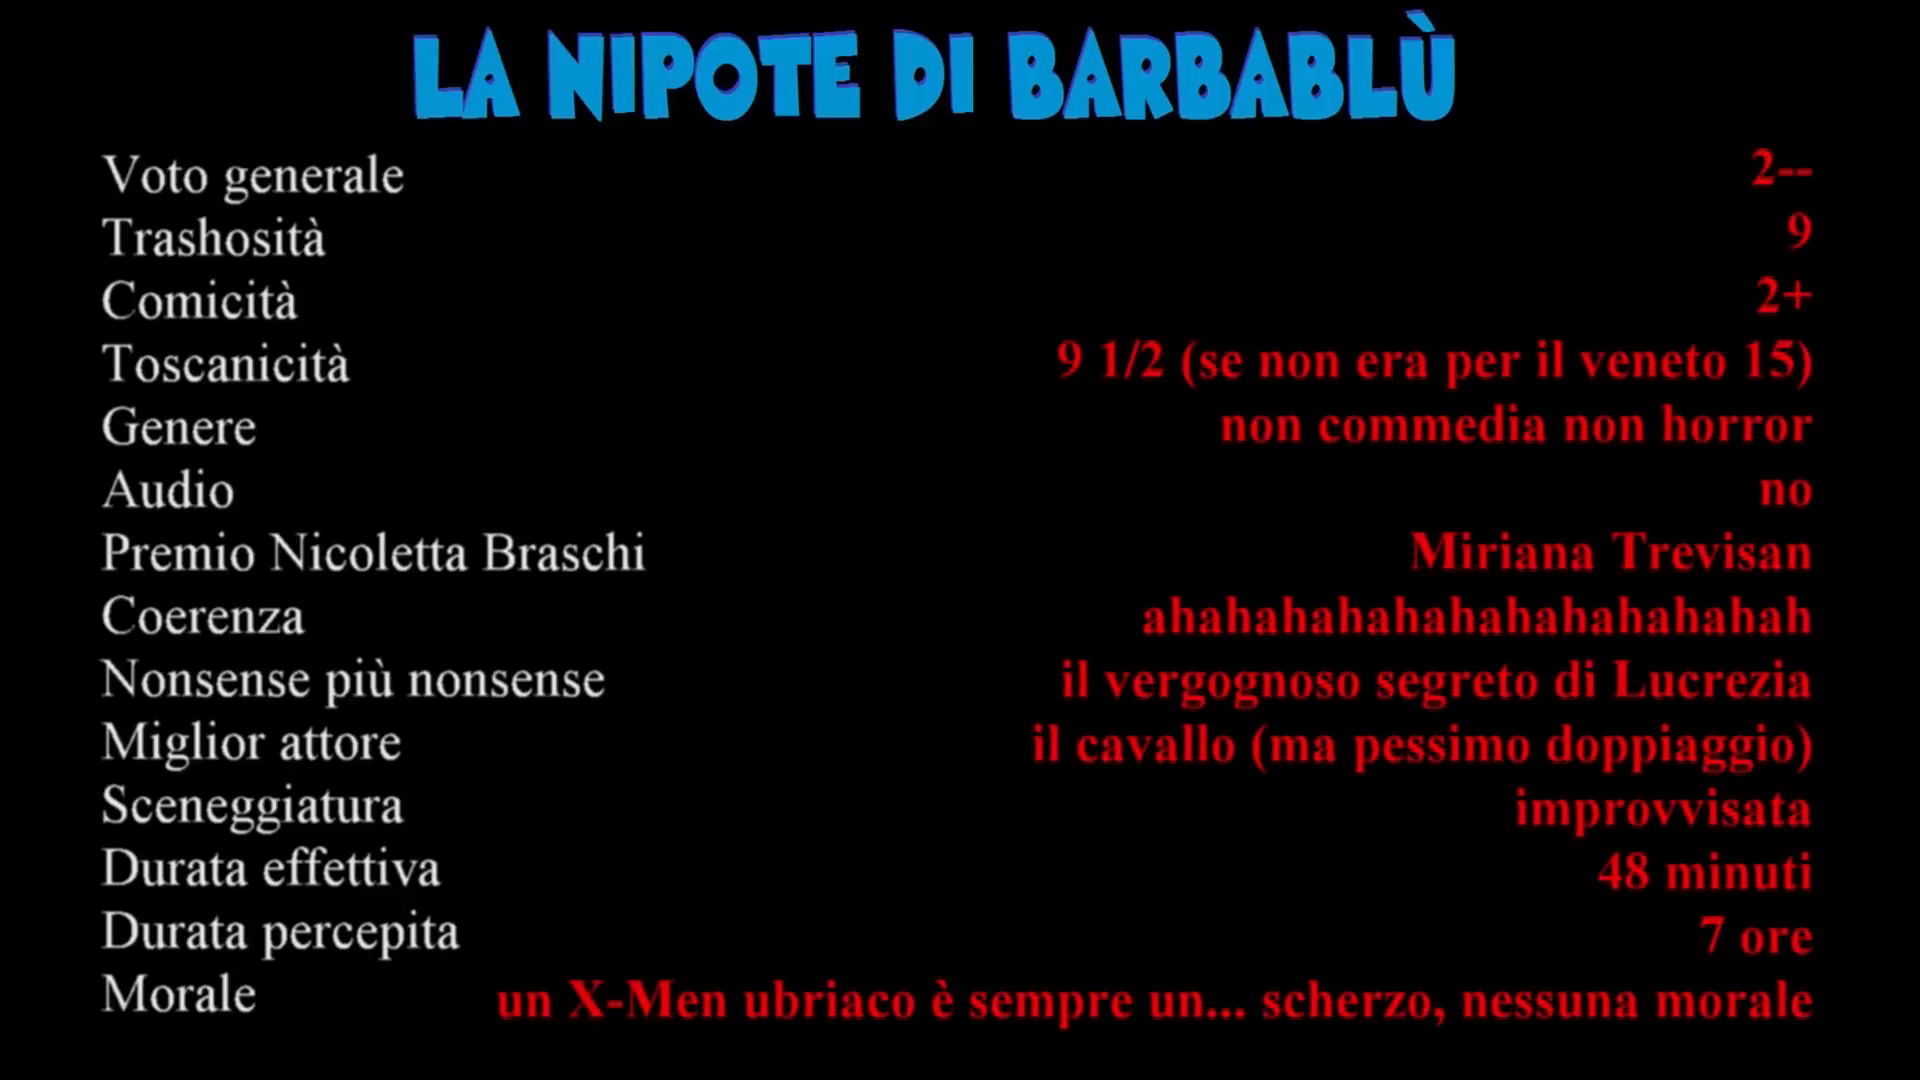 LA NIPOTE DI BARBABLÙ
Voto generale 2--
Trashosità 9
Comicità 2+
Toscanicità 9 1/2 (se non era per il veneto 15)
Genere non commedia non horror
Audio no
Premio Nicoletta Braschi Miriana Trevisan
Coerenza ahahahahahahahahahahahah
Nonsense più nonsense il vergognoso segreto di Lucrezia
Miglior attore il cavallo (ma pessimo doppiaggio)
Sceneggiatura improvvisata
Durata effettiva 48 minuti
Durata percepita 7 ore
Morale un X-Men ubriaco è sempre un... scherzo, nessuna morale